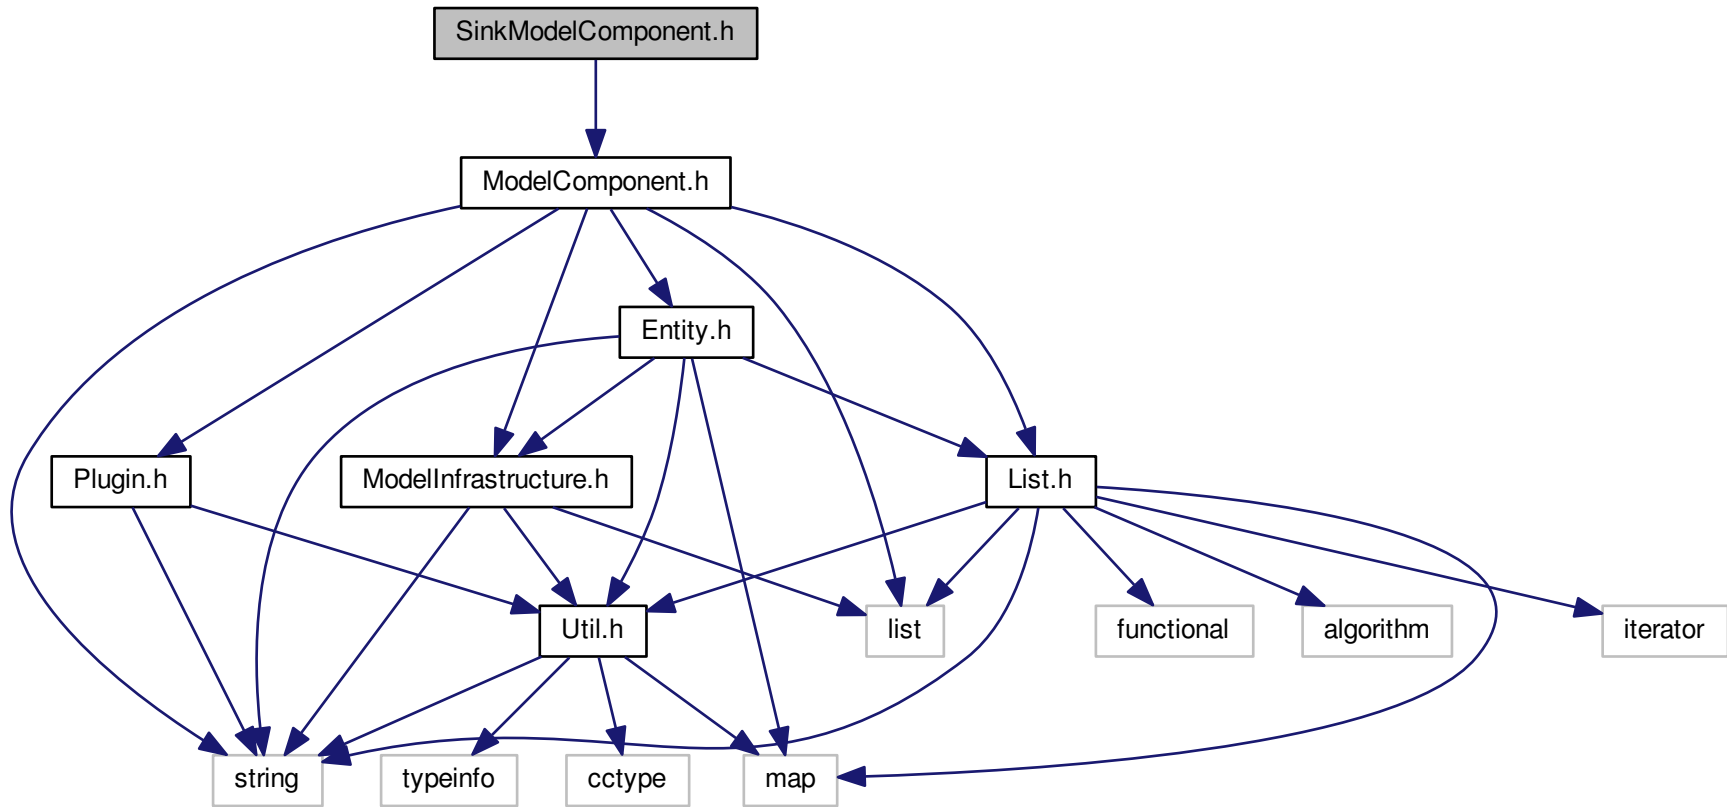 SinkModelComponent.h
ModelComponent.h
Entity.h
Plugin.h
ModelInfrastructure.h
List.h
Util.h
list
functional
algorithm
iterator
string
typeinfo
cctype
map